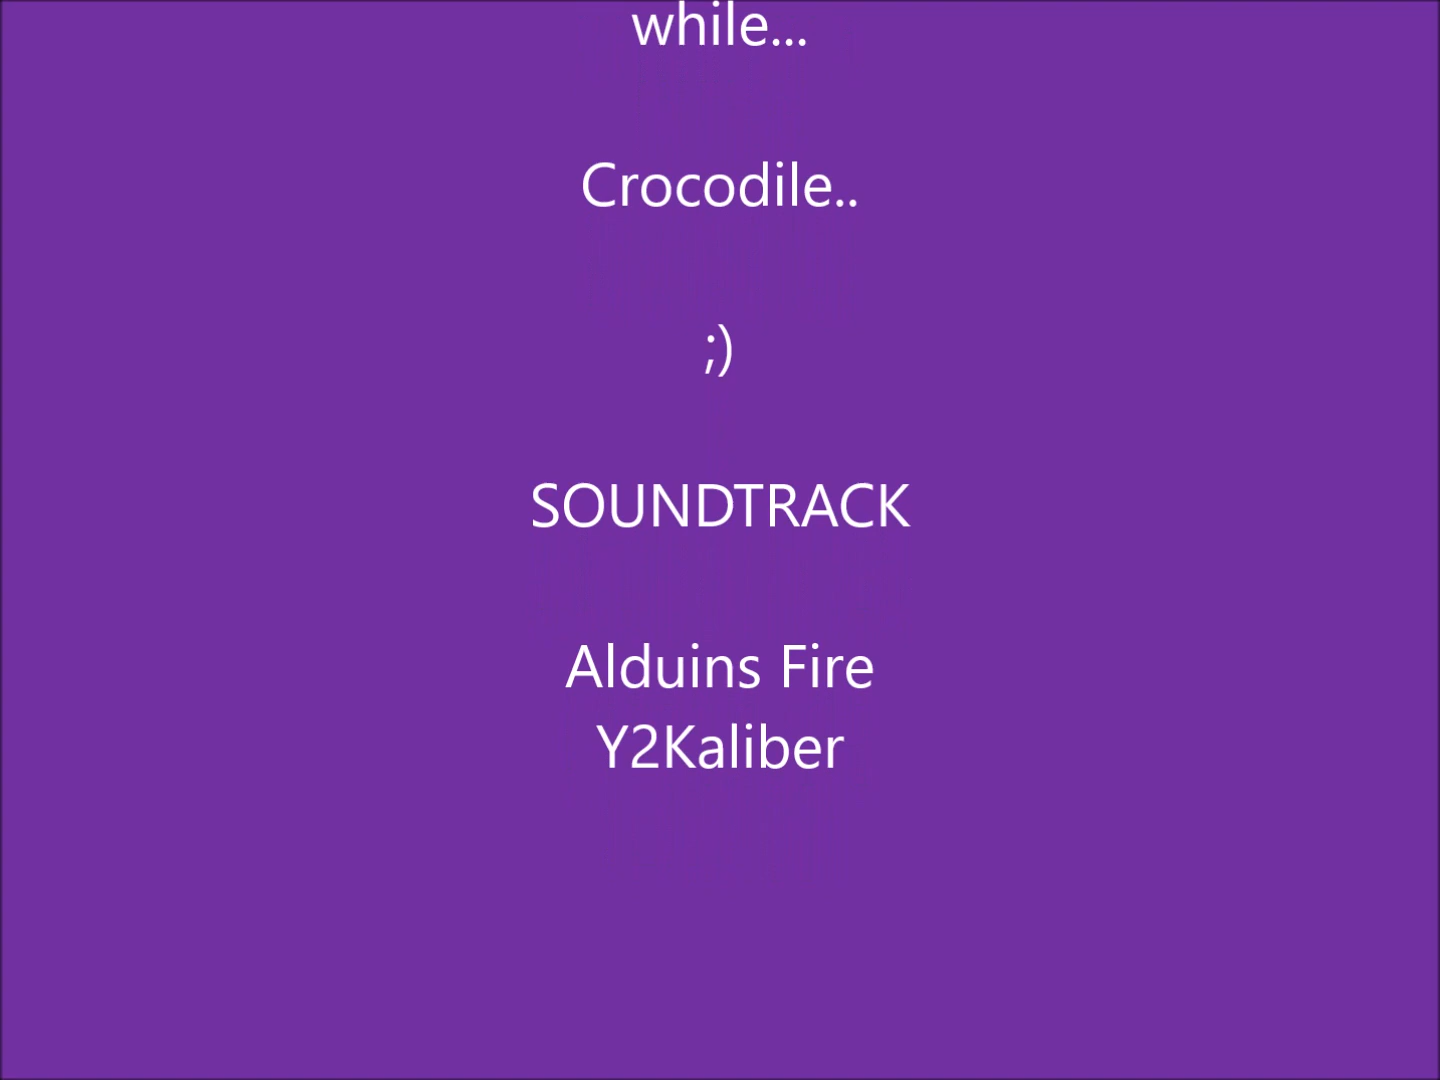 while...
Crocodile..
;)
SOUNDTRACK
Alduins Fire
Y2Kaliber